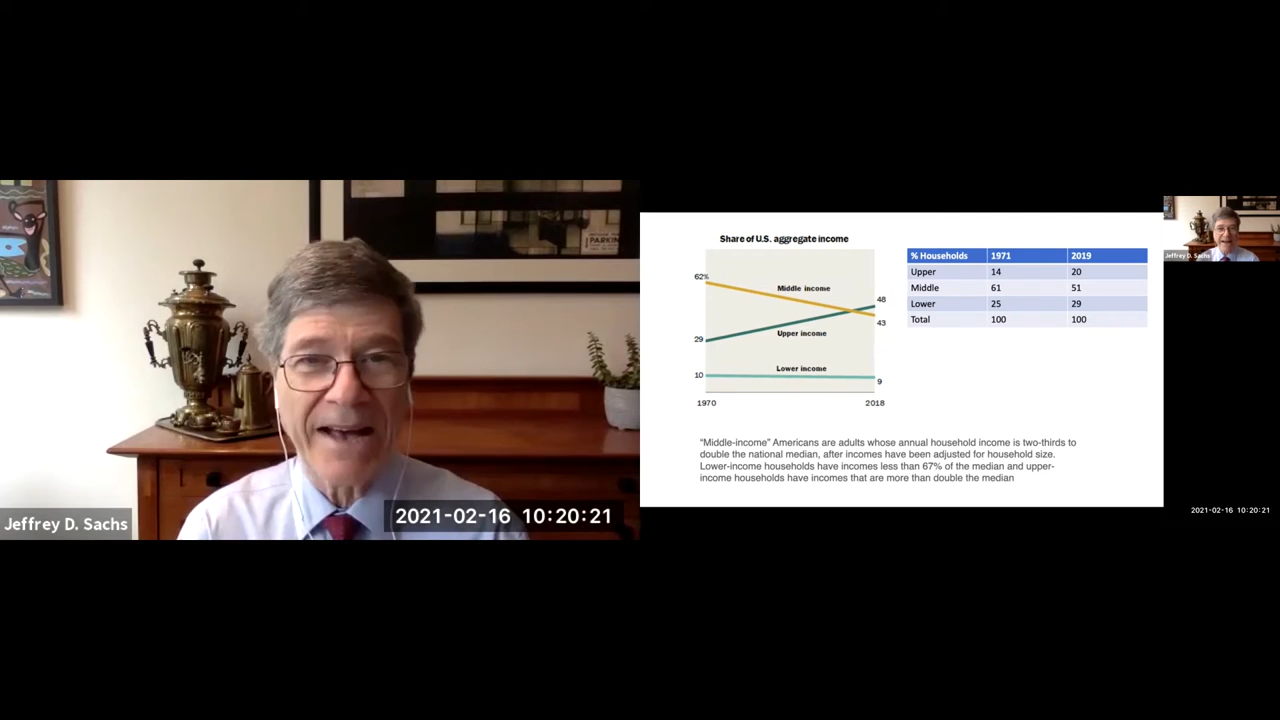 PARKIN
Jeffrey D. Sachs
2021-02-16 10:20:21
Share of U.S. aggregate income
62%
Middle income
48
Upper income
43
29
Lower income
10
9
1970 2018
% Households 1971 2019
Upper 14 20
Middle 61 51
Lower 25 29
Total 100 100
“Middle-income” Americans are adults whose annual household income is two-thirds to
double the national median, after incomes have been adjusted for household size.
Lower-income households have incomes less than 67% of the median and upper-
income households have incomes that are more than double the median
Jeffrey D. Sachs
2021-02-16 10:20:21